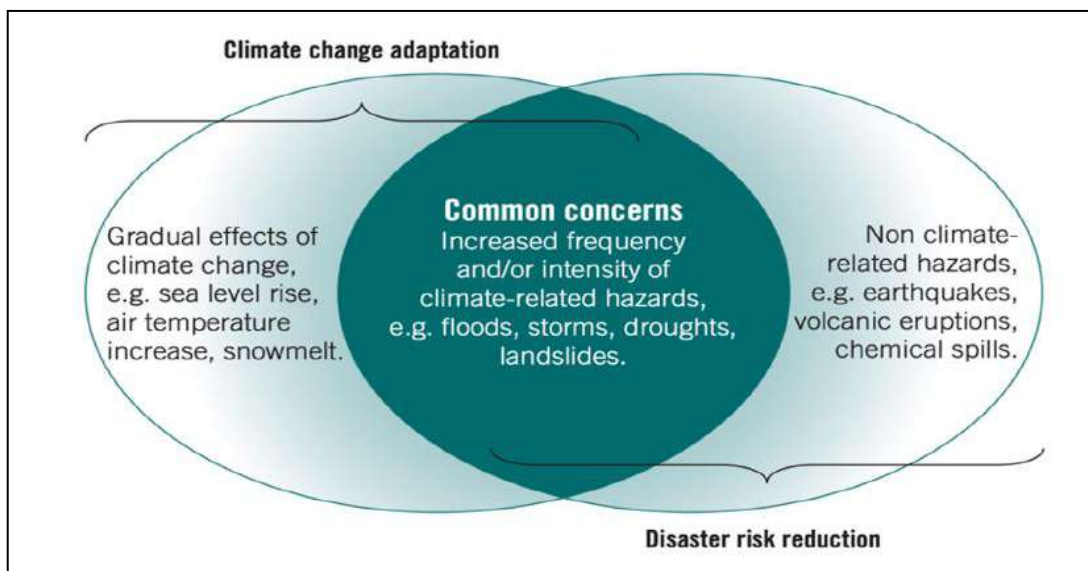 Climate change adaptation
Gradual effects of
climate change,
e.g. sea level rise,
air temperature
increase, snowmelt.
Common concerns
Increased frequency
and/or intensity of
climate-related hazards,
e.g. floods, storms, droughts,
landslides.
Non climate-
related hazards,
e.g. earthquakes,
volcanic eruptions,
chemical spills.
Disaster risk reduction